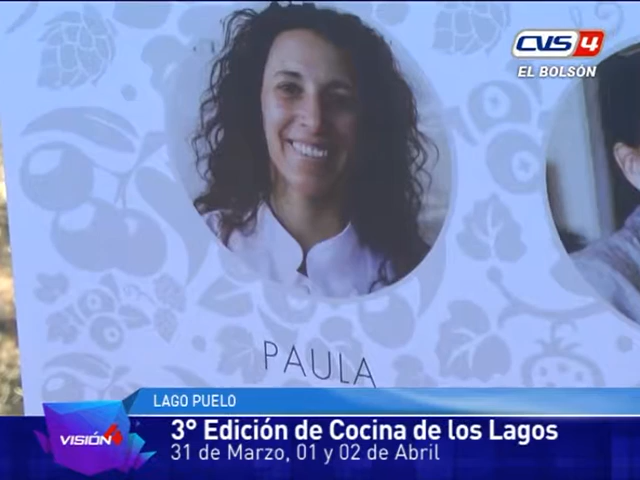 CVS 4
EL BOLSÓN
PAULA
LAGO PUELO
VISIÓN 4
3° Edición de Cocina de los Lagos
31 de Marzo, 01 y 02 de Abril